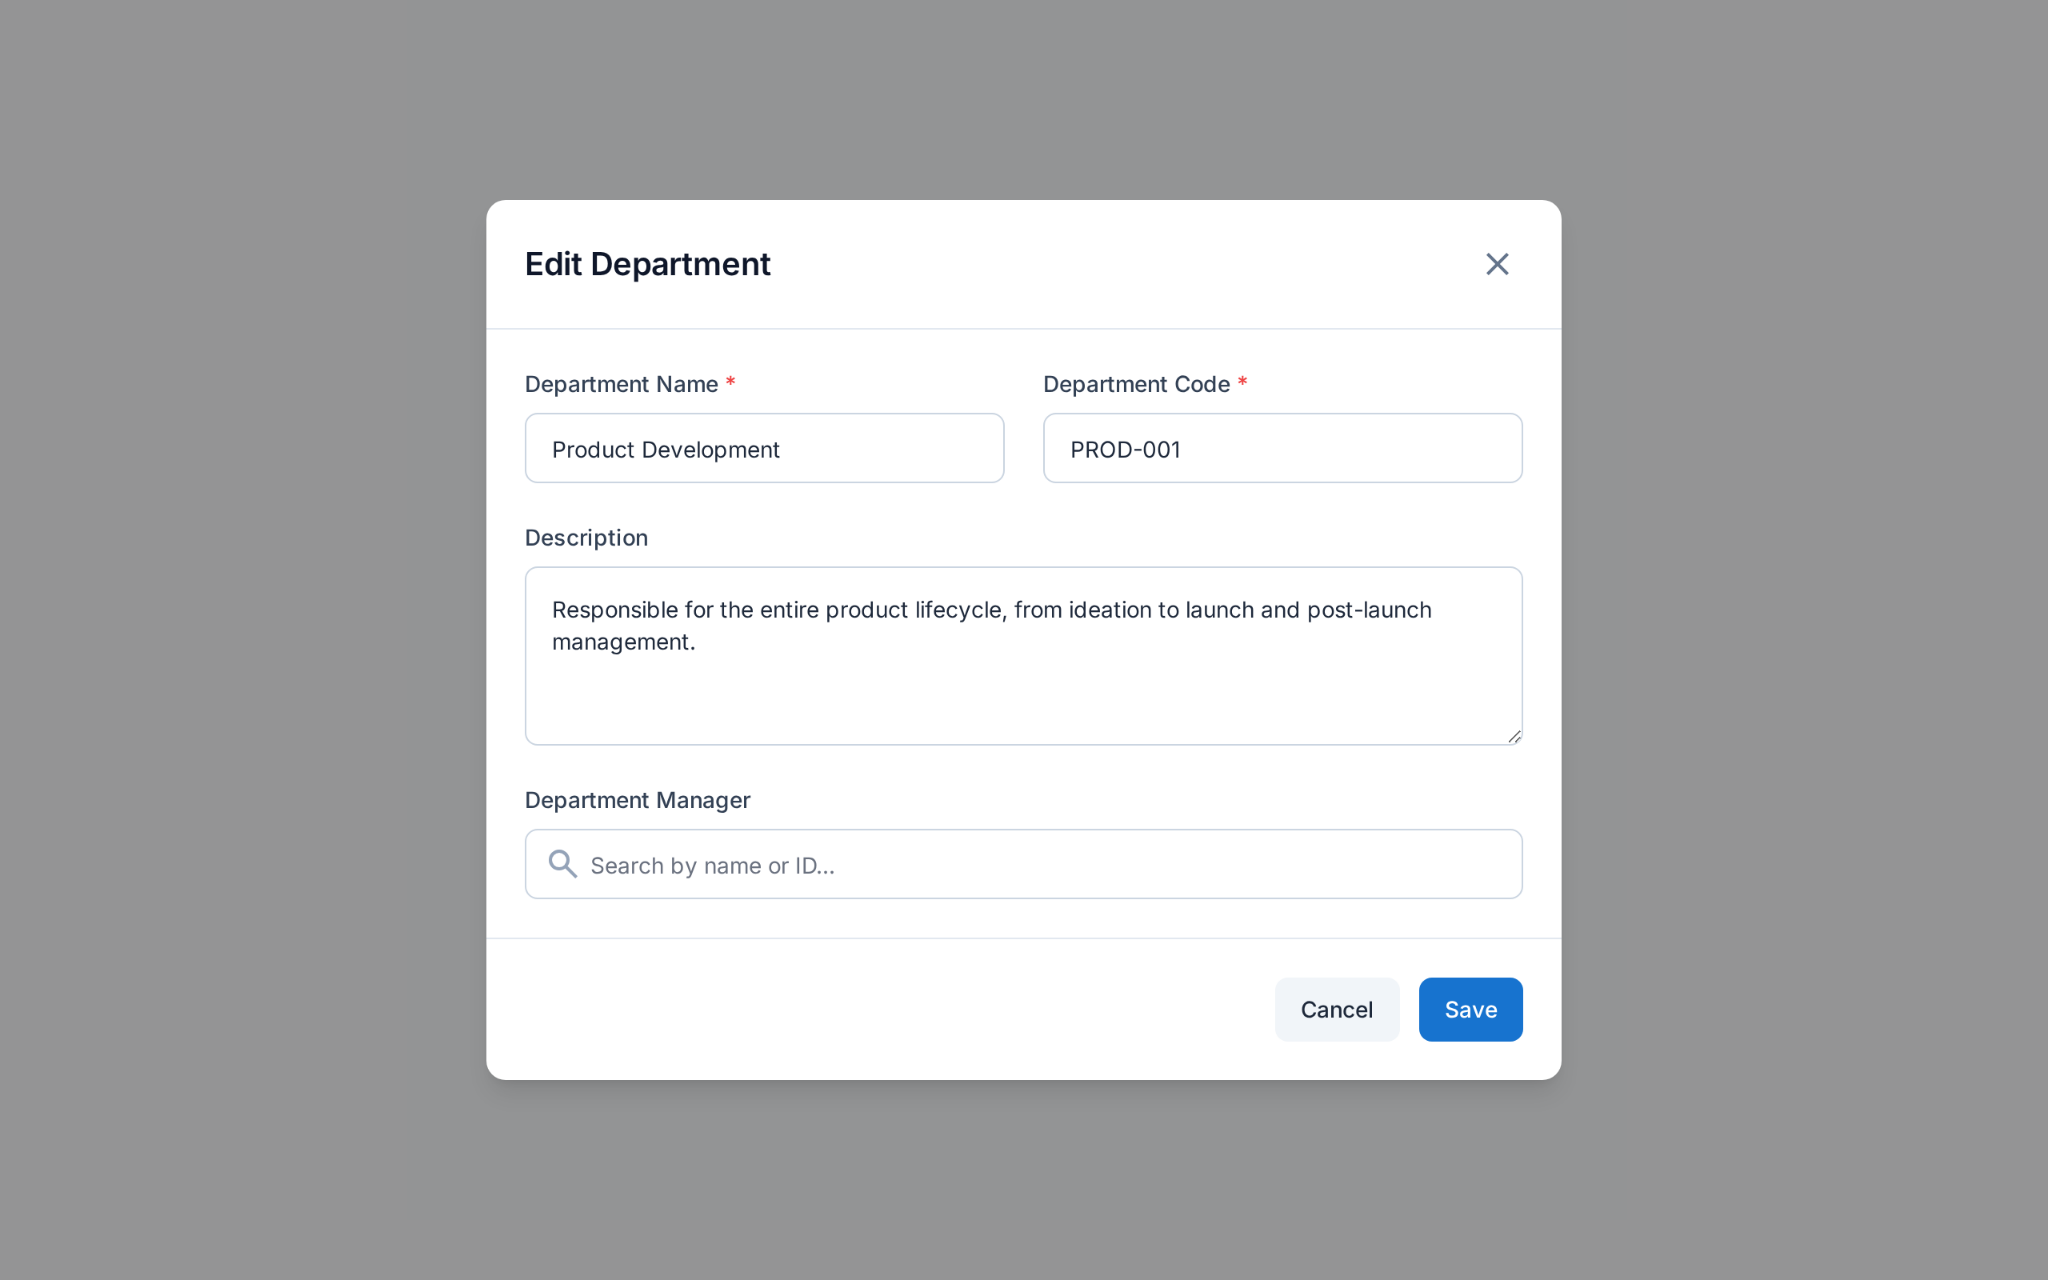 Edit Department
Department Name *
Department Code *
Product Development
PROD-001
Description
Responsible for the entire product lifecycle, from ideation to launch and post-launch
management.
Department Manager
Search by name or ID...
Cancel
Save